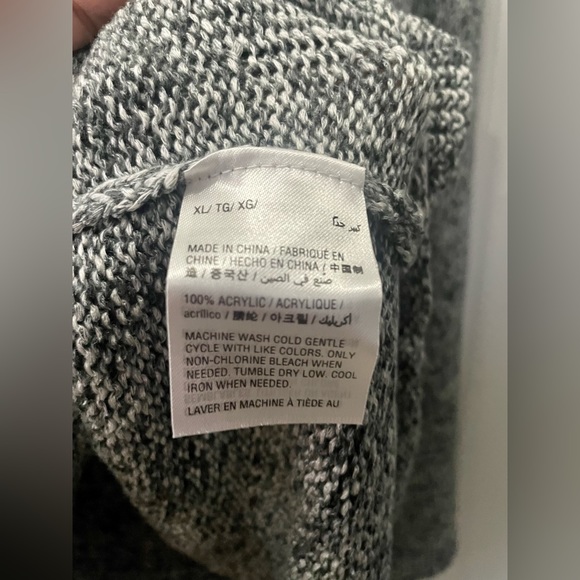 XL/ TG/ XG/
كبير جداً
MADE IN CHINA / FABRIQUÉ EN
CHINE / HECHO EN CHINA / 中国制
造 / 중국산 / صنع في الصين /
100% ACRYLIC / ACRYLIQUE /
acrílico / 腈纶 / 아크릴 / أكريليك /
MACHINE WASH COLD GENTLE
CYCLE WITH LIKE COLORS. ONLY
NON-CHLORINE BLEACH WHEN
NEEDED. TUMBLE DRY LOW. COOL
IRON WHEN NEEDED.
LAVER EN MACHINE À TIÈDE AU